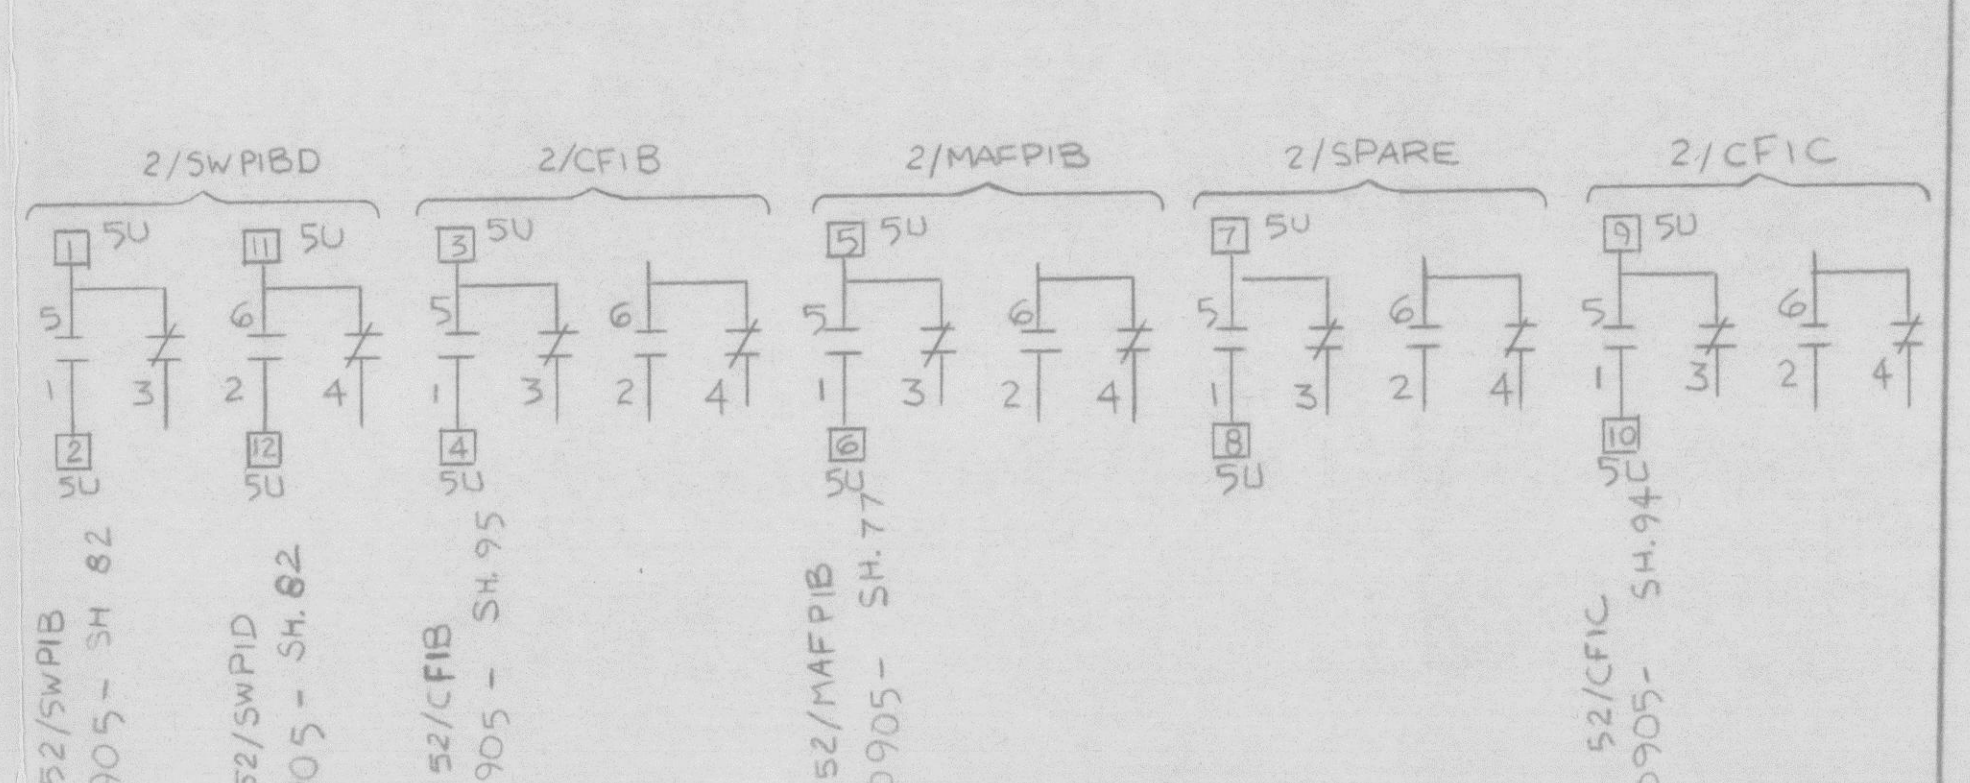 2/SWPIBD
2/CFIB
2/MAFPIB
2/SPARE
2/CFIC
1 5U
11 5U
3 5U
5 5U
7 5U
9 5U
5 6 5 6 5 6 5 6 5 6
1 3 2 4 1 3 2 4 1 3 2 4 1 3 2 4 1 3 2 4
2 5U
12 5U
4 5U
6 5U
8 5U
10 5U
52/SWPIB
905- SH 82
52/SWPID
05- SH. 82
52/CFIB
905- SH. 95
52/MAFPIB
905- SH. 77
52/CFIC
905- SH. 94